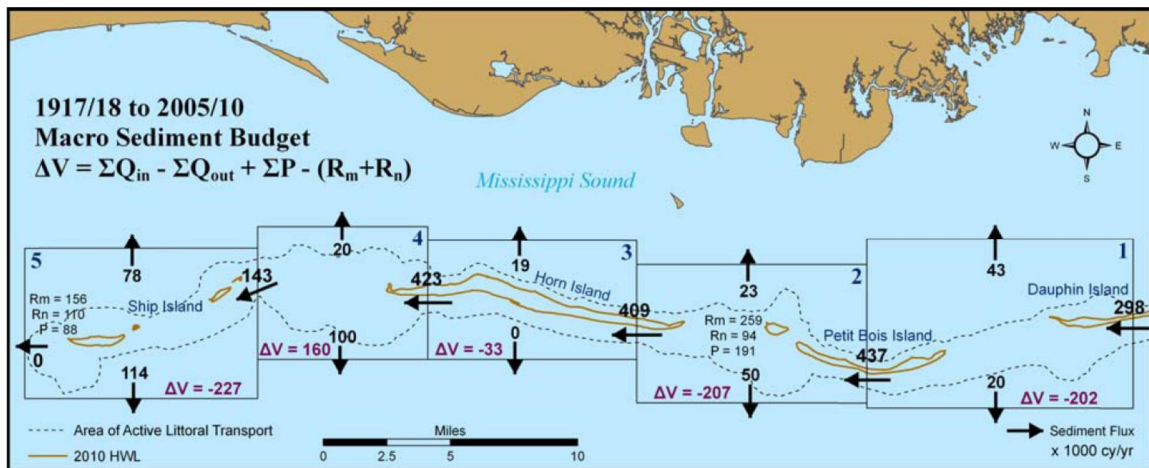 1917/18 to 2005/10
Macro Sediment Budget
ΔV = ΣQin - ΣQout + ΣP - (Rm+Rn)
N
W E
S
Mississippi Sound
5
78
Rm = 156
Rn = 110
P = 88
Ship Island
143
0
114
ΔV = -227
4
20
423
100
ΔV = 160
3
19
Horn Island
409
0
ΔV = -33
2
23
Rm = 259
Rn = 94
P = 191
Petit Bois Island
437
50
ΔV = -207
1
43
Dauphin Island
298
20
ΔV = -202
Area of Active Littoral Transport
2010 HWL
Miles
0 2.5 5 10
Sediment Flux
x 1000 cy/yr